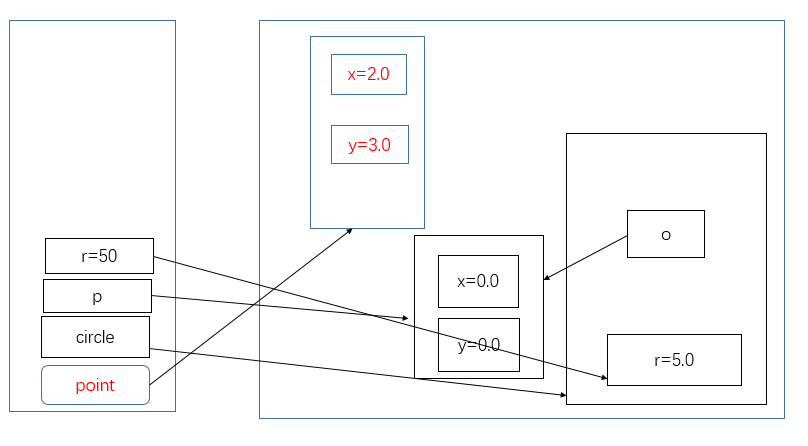 x=2.0
y=3.0
o
r=50
x=0.0
p
circle
y=0.0
r=5.0
point